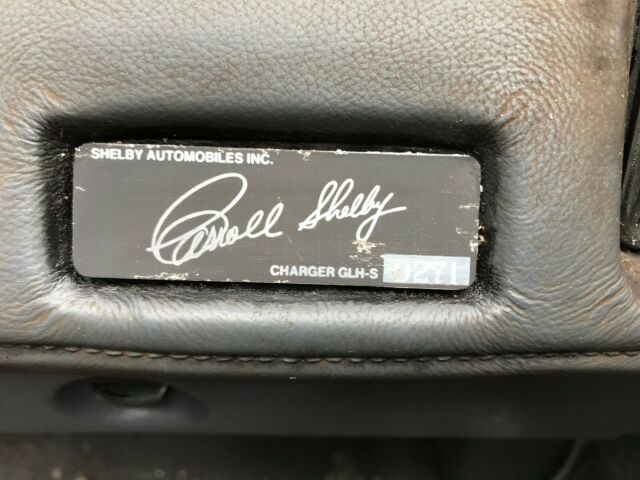 SHELBY AUTOMOBILES INC.
Carroll Shelby
CHARGER GLH-S 0271